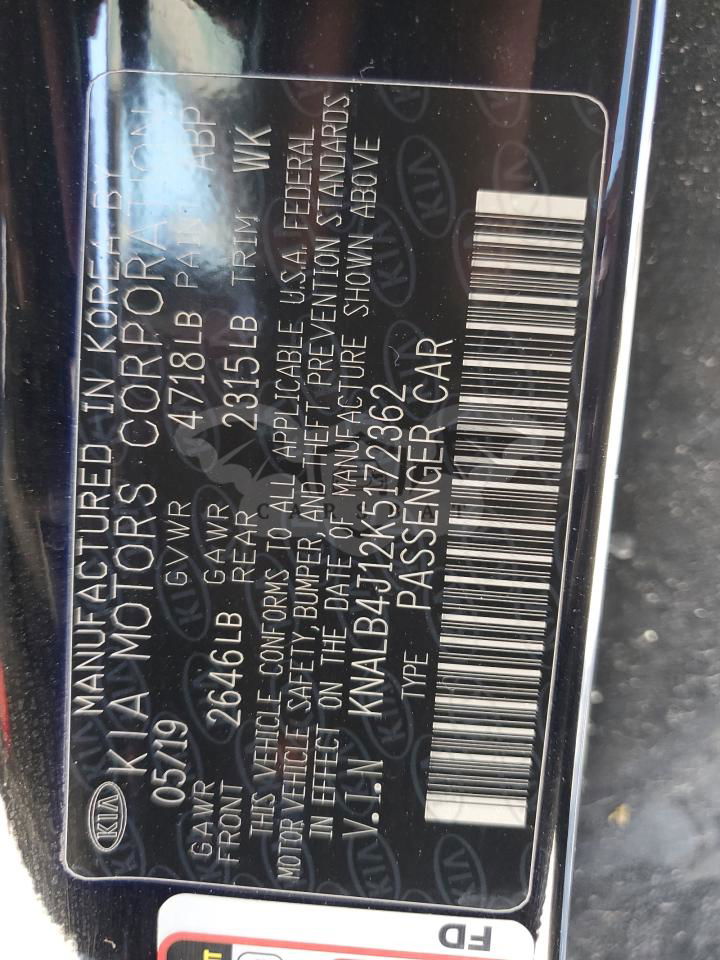 MANUFACTURED IN KOREA BY
KIA KIA MOTORS CORPORATION
05/19 GVWR 4718LB PAINT ABP
GAWR FRONT 2646LB GAWR REAR 2315LB TRIM WK
THIS VEHICLE CONFORMS TO ALL APPLICABLE U.S.A. FEDERAL
MOTOR VEHICLE SAFETY, BUMPER, AND THEFT PREVENTION STANDARDS
IN EFFECT ON THE DATE OF MANUFACTURE SHOWN ABOVE
V.I.N KNALB4J12K5172362
TYPE PASSENGER CAR
FD